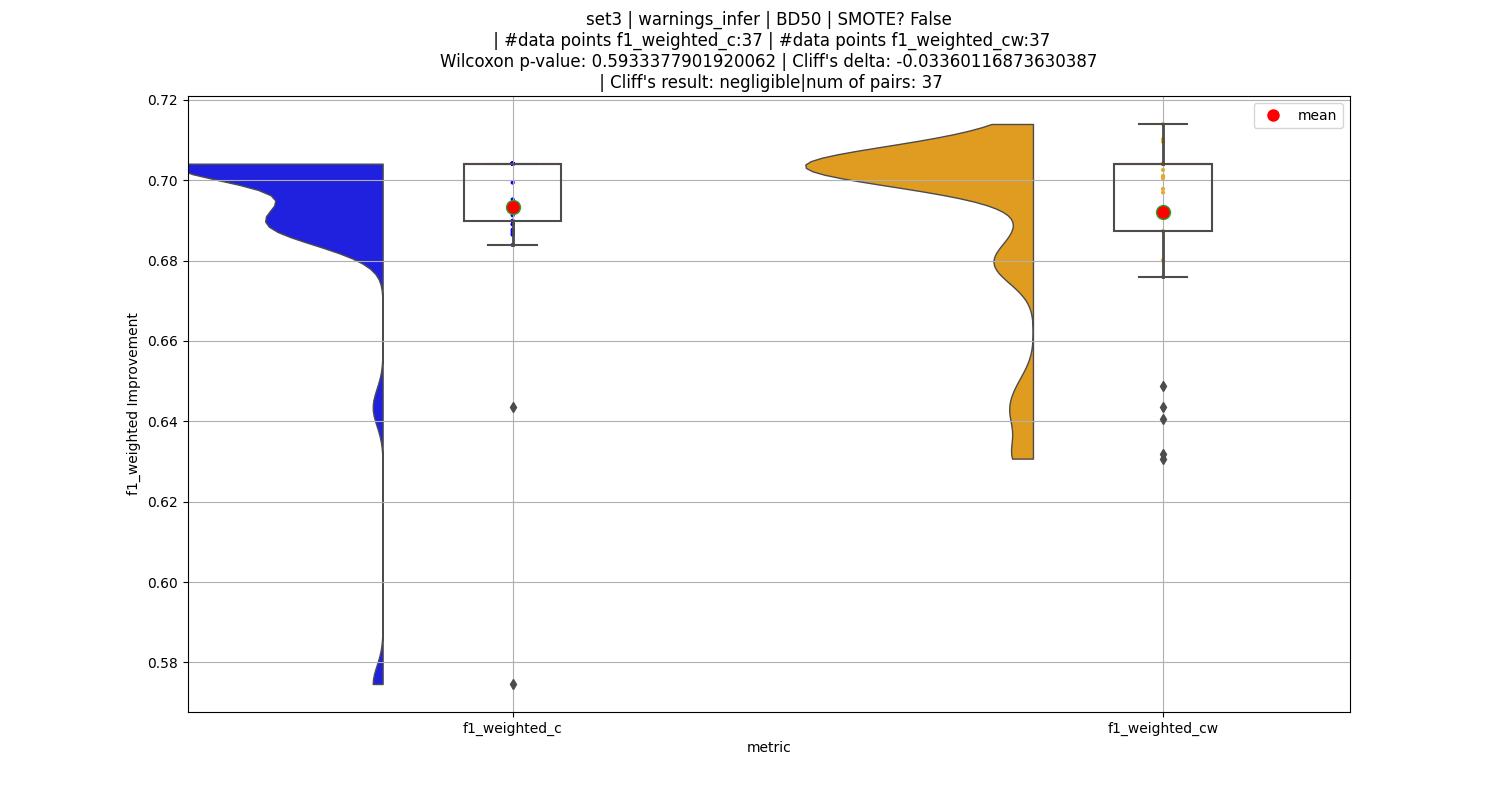 set3 | warnings_infer | BD50 | SMOTE? False
| #data points f1_weighted_c:37 | #data points f1_weighted_cw:37
Wilcoxon p-value: 0.5933377901920062 | Cliff's delta: -0.03360116873630387
| Cliff's result: negligible|num of pairs: 37
mean
0.72
0.70
0.68
0.66
0.64
0.62
0.60
0.58
f1_weighted Improvement
f1_weighted_c
f1_weighted_cw
metric